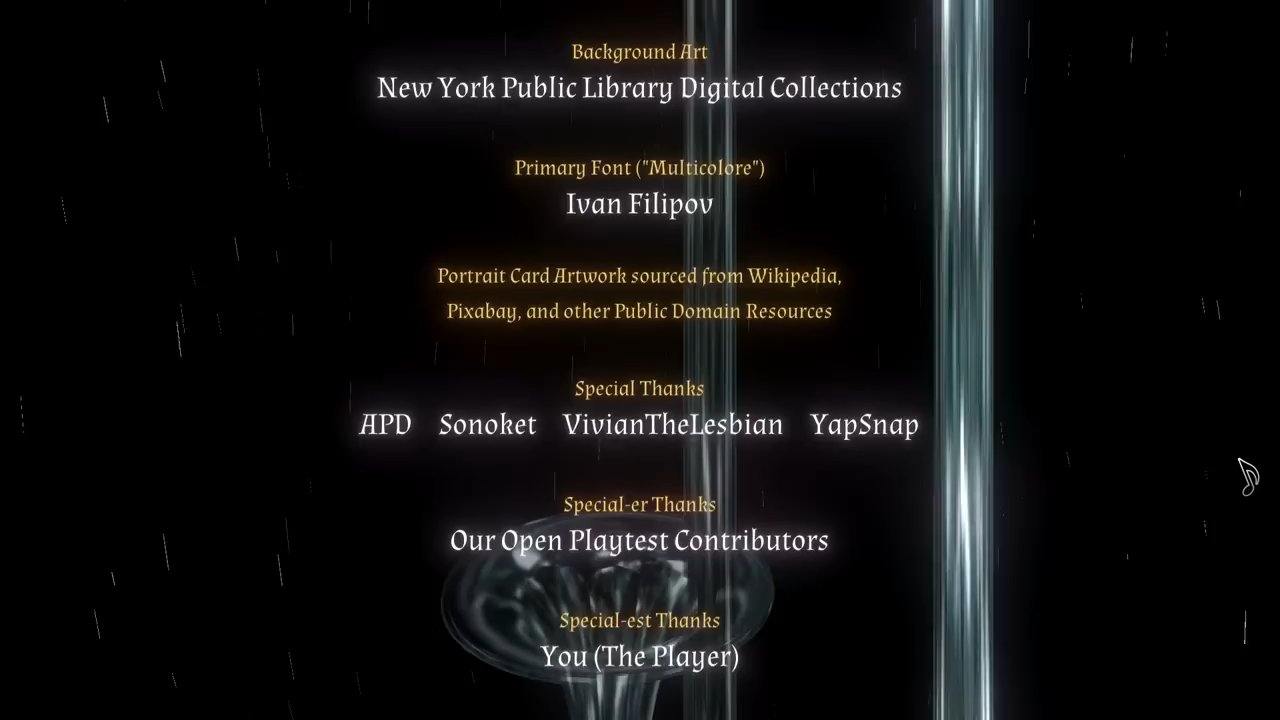 Background Art
New York Public Library Digital Collections
Primary Font ("Multicolore")
Ivan Filipov
Portrait Card Artwork sourced from Wikipedia,
Pixabay, and other Public Domain Resources
Special Thanks
APD Sonoket VivianTheLesbian YapSnap
Special-er Thanks
Our Open Playtest Contributors
Special-est Thanks
You (The Player)